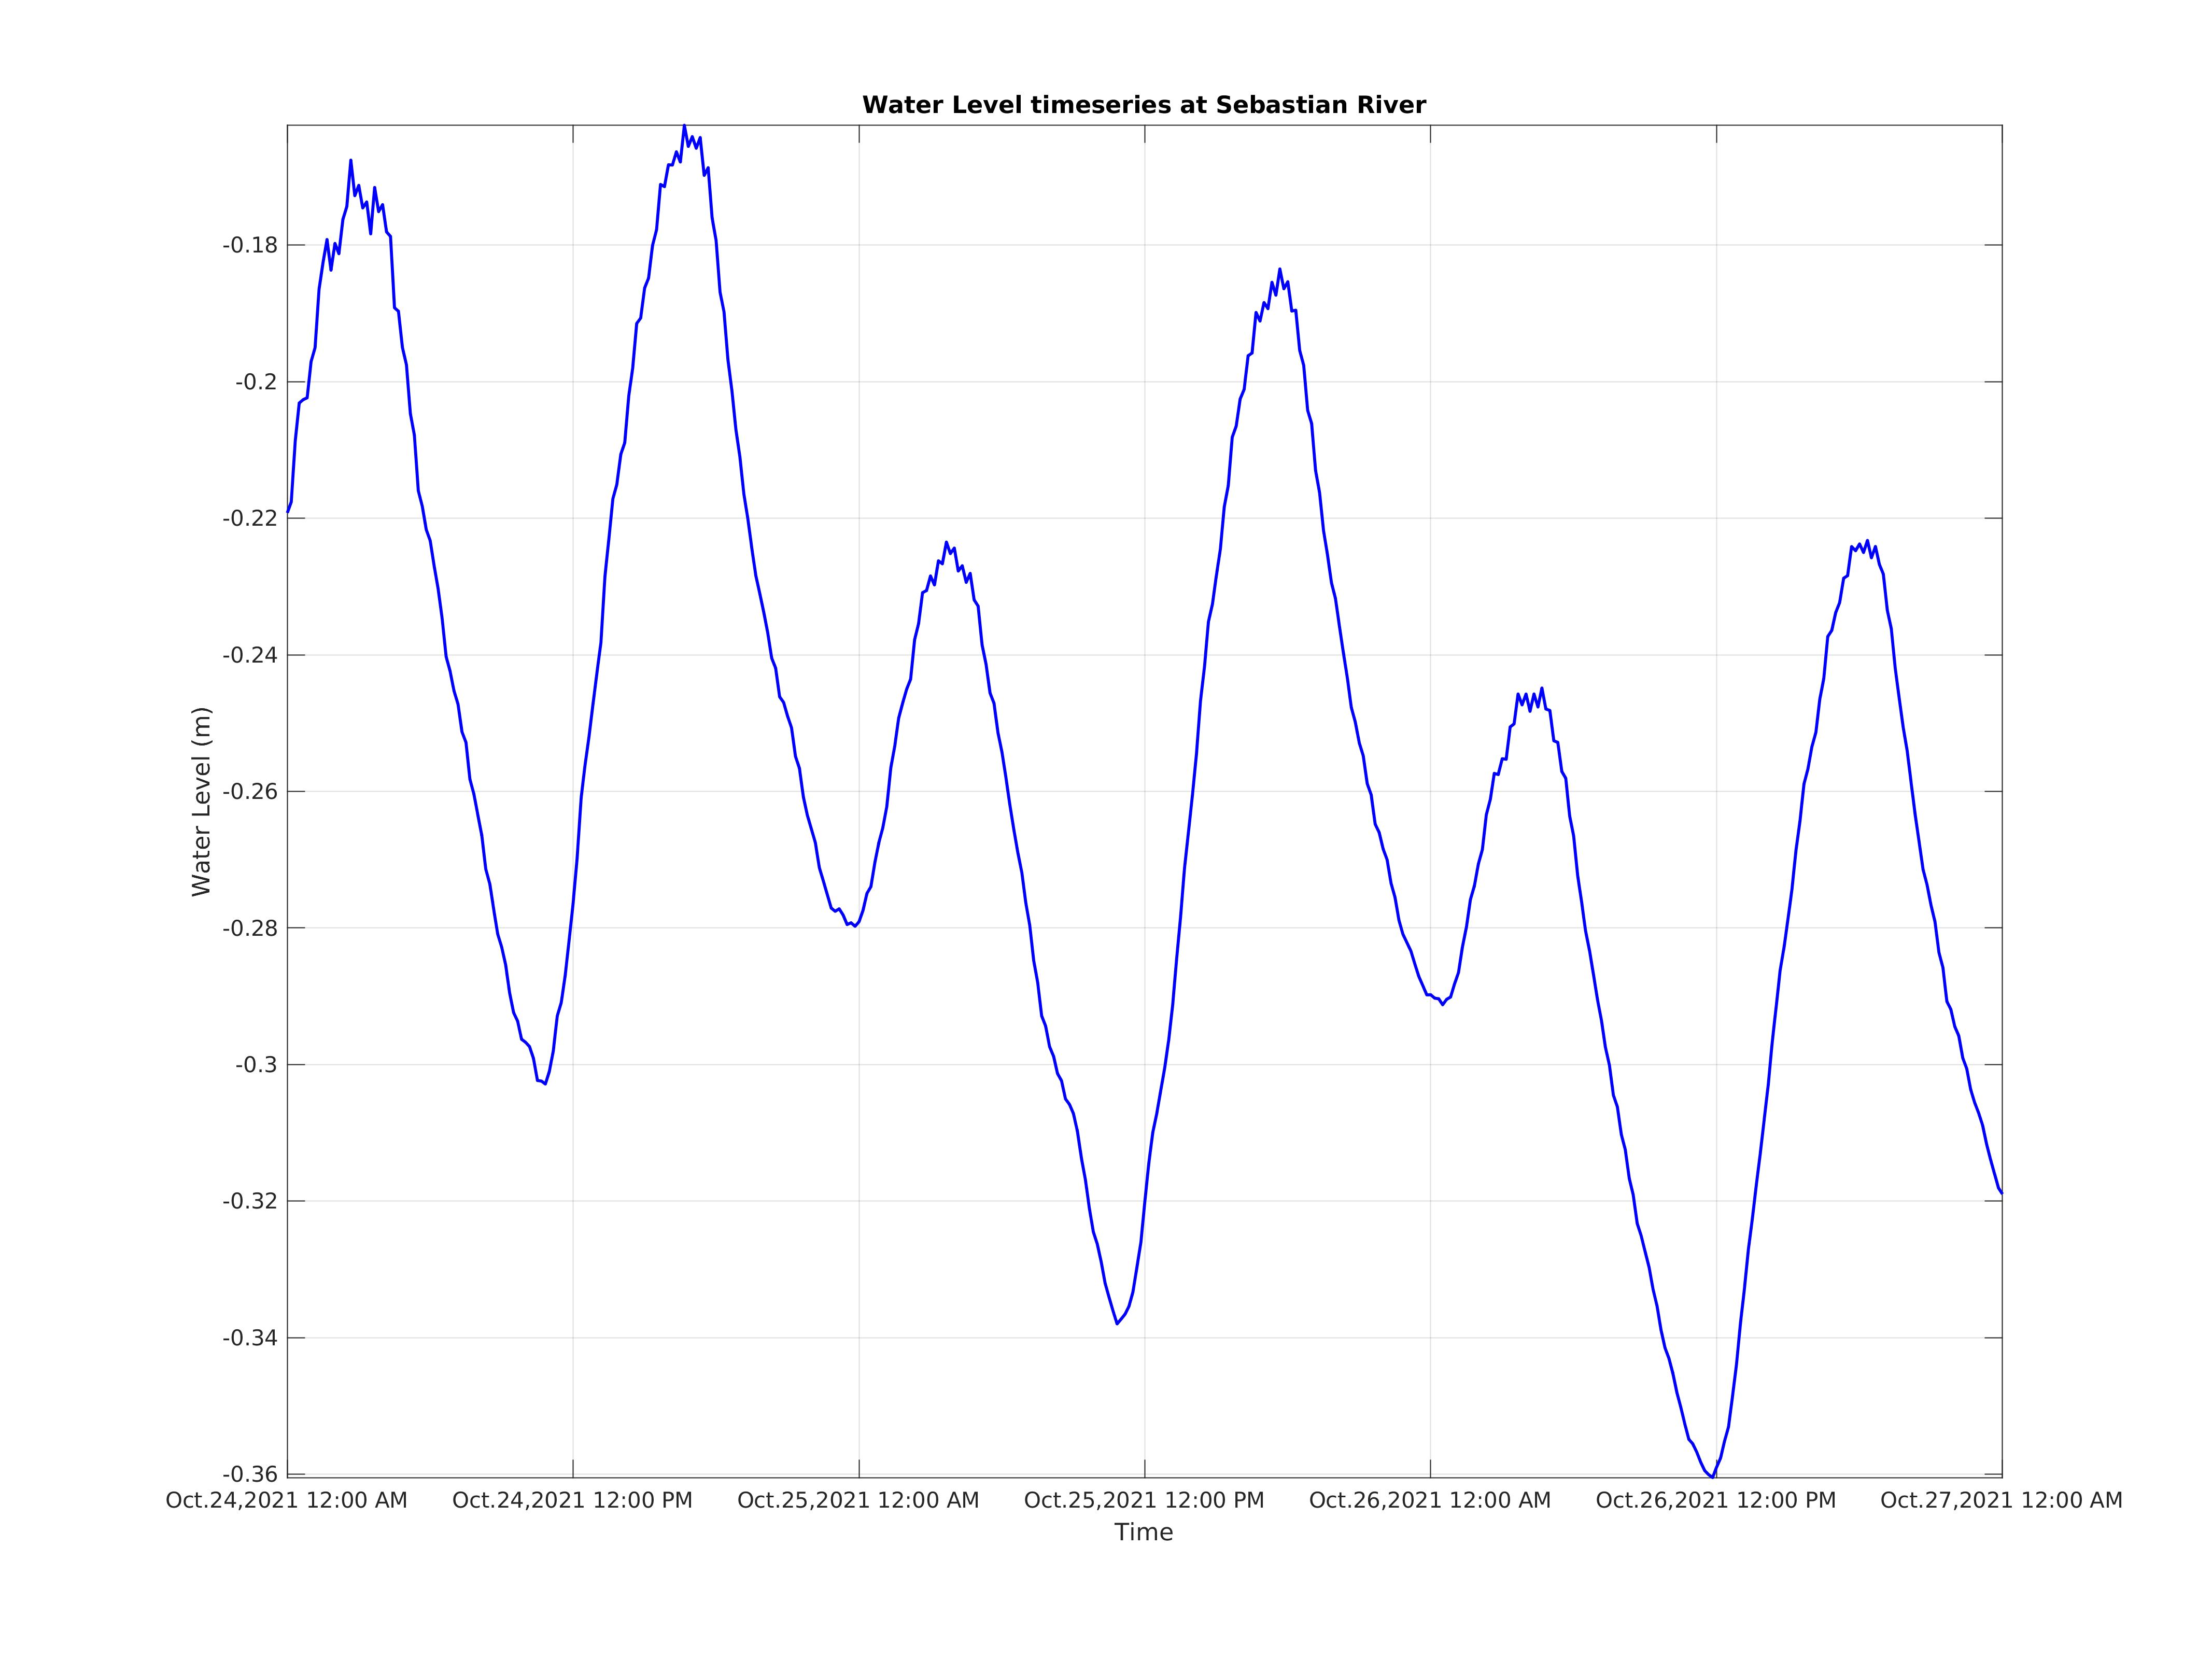 Water Level timeseries at Sebastian River
-0.18
-0.2
-0.22
-0.24
-0.26
-0.28
-0.3
-0.32
-0.34
-0.36
Water Level (m)
Oct.24,2021 12:00 AM Oct.24,2021 12:00 PM Oct.25,2021 12:00 AM Oct.25,2021 12:00 PM Oct.26,2021 12:00 AM Oct.26,2021 12:00 PM Oct.27,2021 12:00 AM
Time